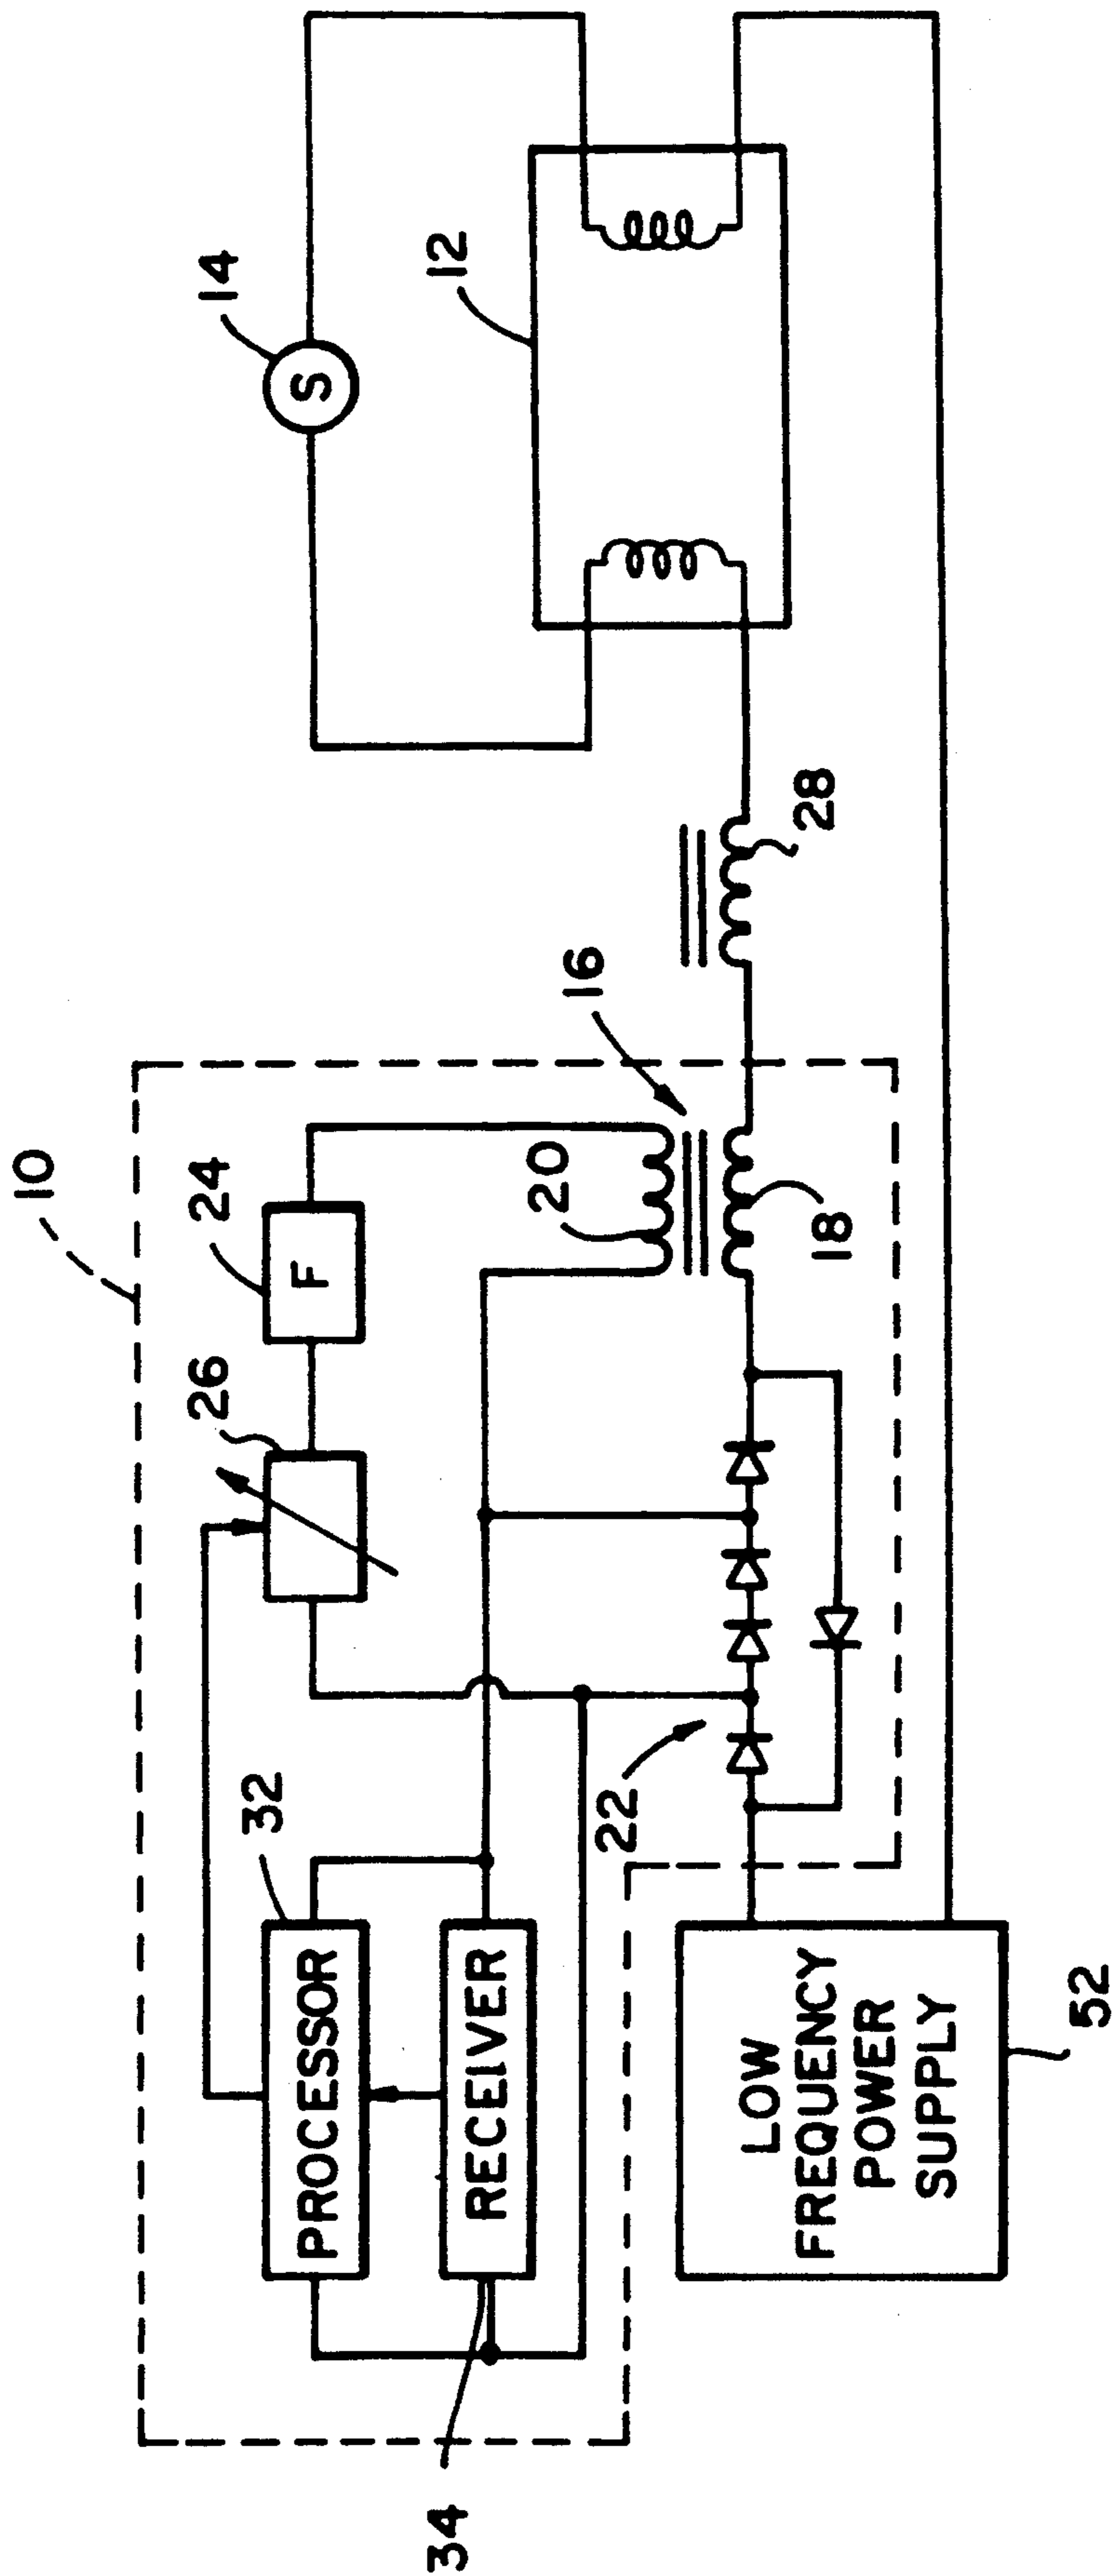 10
24
F
26
32
PROCESSOR
RECEIVER
34
14
S
12
16
20
18
28
22
LOW
FREQUENCY
POWER
SUPPLY
52